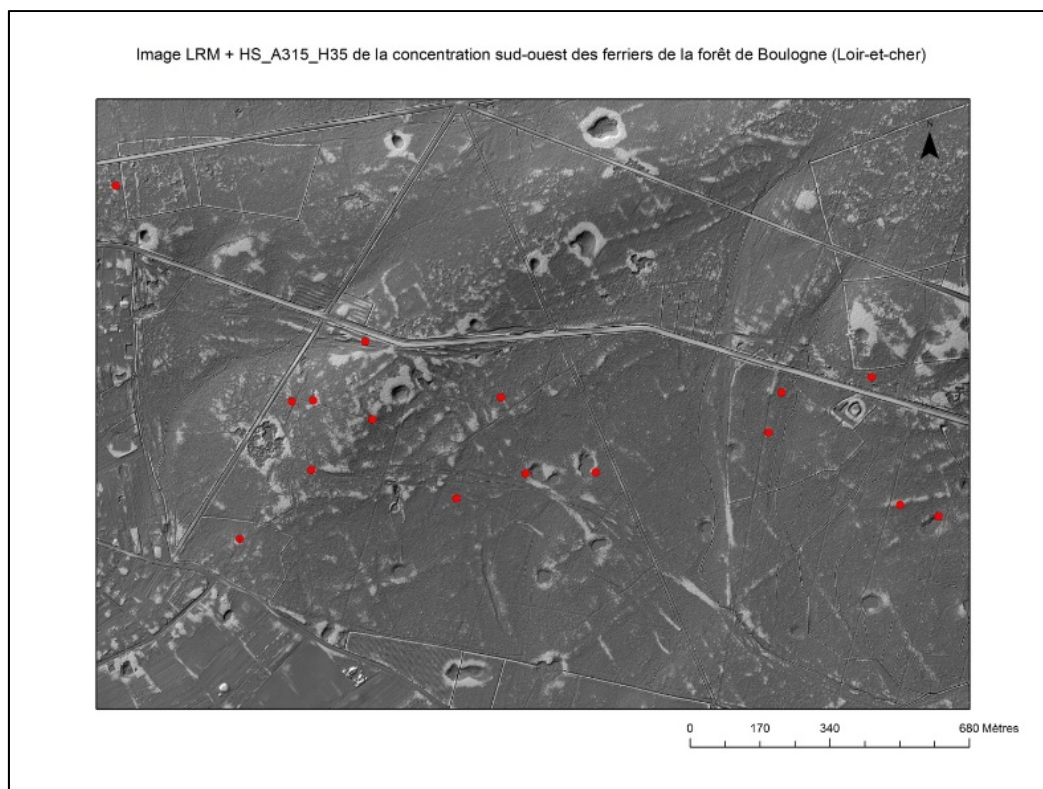 Image LRM + HS_A315_H35 de la concentration sud-ouest des ferriers de la forêt de Boulogne (Loir-et-cher)
N
0 170 340 680 Mètres